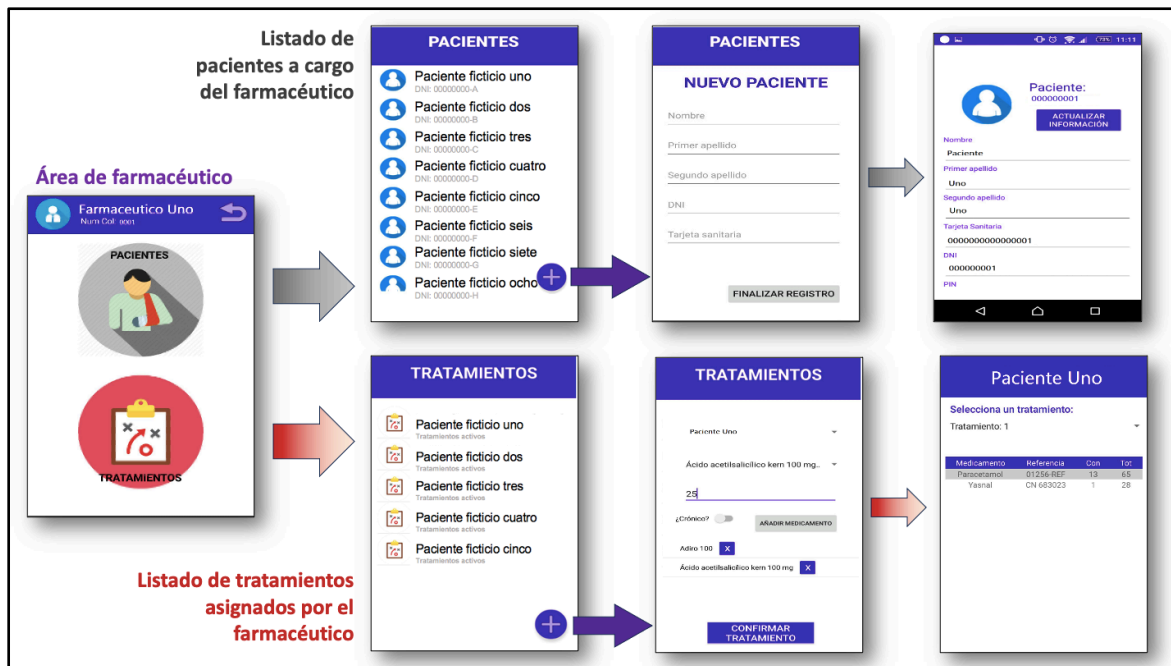 Listado de
pacientes a cargo
del farmacéutico
Área de farmacéutico
Farmaceutico Uno
Num Col: 0001
PACIENTES
TRATAMIENTOS
PACIENTES
Paciente ficticio uno
DNI: 00000000-A
Paciente ficticio dos
DNI: 00000000-B
Paciente ficticio tres
DNI: 00000000-C
Paciente ficticio cuatro
DNI: 00000000-D
Paciente ficticio cinco
DNI: 00000000-E
Paciente ficticio seis
DNI: 00000000-F
Paciente ficticio siete
DNI: 00000000-G
Paciente ficticio ocho
DNI: 00000000-H
+
PACIENTES
NUEVO PACIENTE
Nombre
Primer apellido
Segundo apellido
DNI
Tarjeta sanitaria
FINALIZAR REGISTRO
73% 11:11
Paciente:
000000001
ACTUALIZAR
INFORMACIÓN
Nombre
Paciente
Primer apellido
Uno
Segundo apellido
Uno
Tarjeta Sanitaria
0000000000000001
DNI
000000001
PIN
Listado de tratamientos
asignados por el
farmacéutico
TRATAMIENTOS
Paciente ficticio uno
Tratamientos activos
Paciente ficticio dos
Tratamientos activos
Paciente ficticio tres
Tratamientos activos
Paciente ficticio cuatro
Tratamientos activos
Paciente ficticio cinco
Tratamientos activos
+
TRATAMIENTOS
Paciente Uno
Ácido acetilsalicílico kern 100 mg..
25
¿Crónico?
AÑADIR MEDICAMENTO
Adiro 100 X
Ácido acetilsalicílico kern 100 mg X
CONFIRMAR
TRATAMIENTO
Paciente Uno
Selecciona un tratamiento:
Tratamiento: 1
Medicamento Referencia Con Tot
Paracetamol 01256-REF 13 65
Yasnal CN 683023 1 28